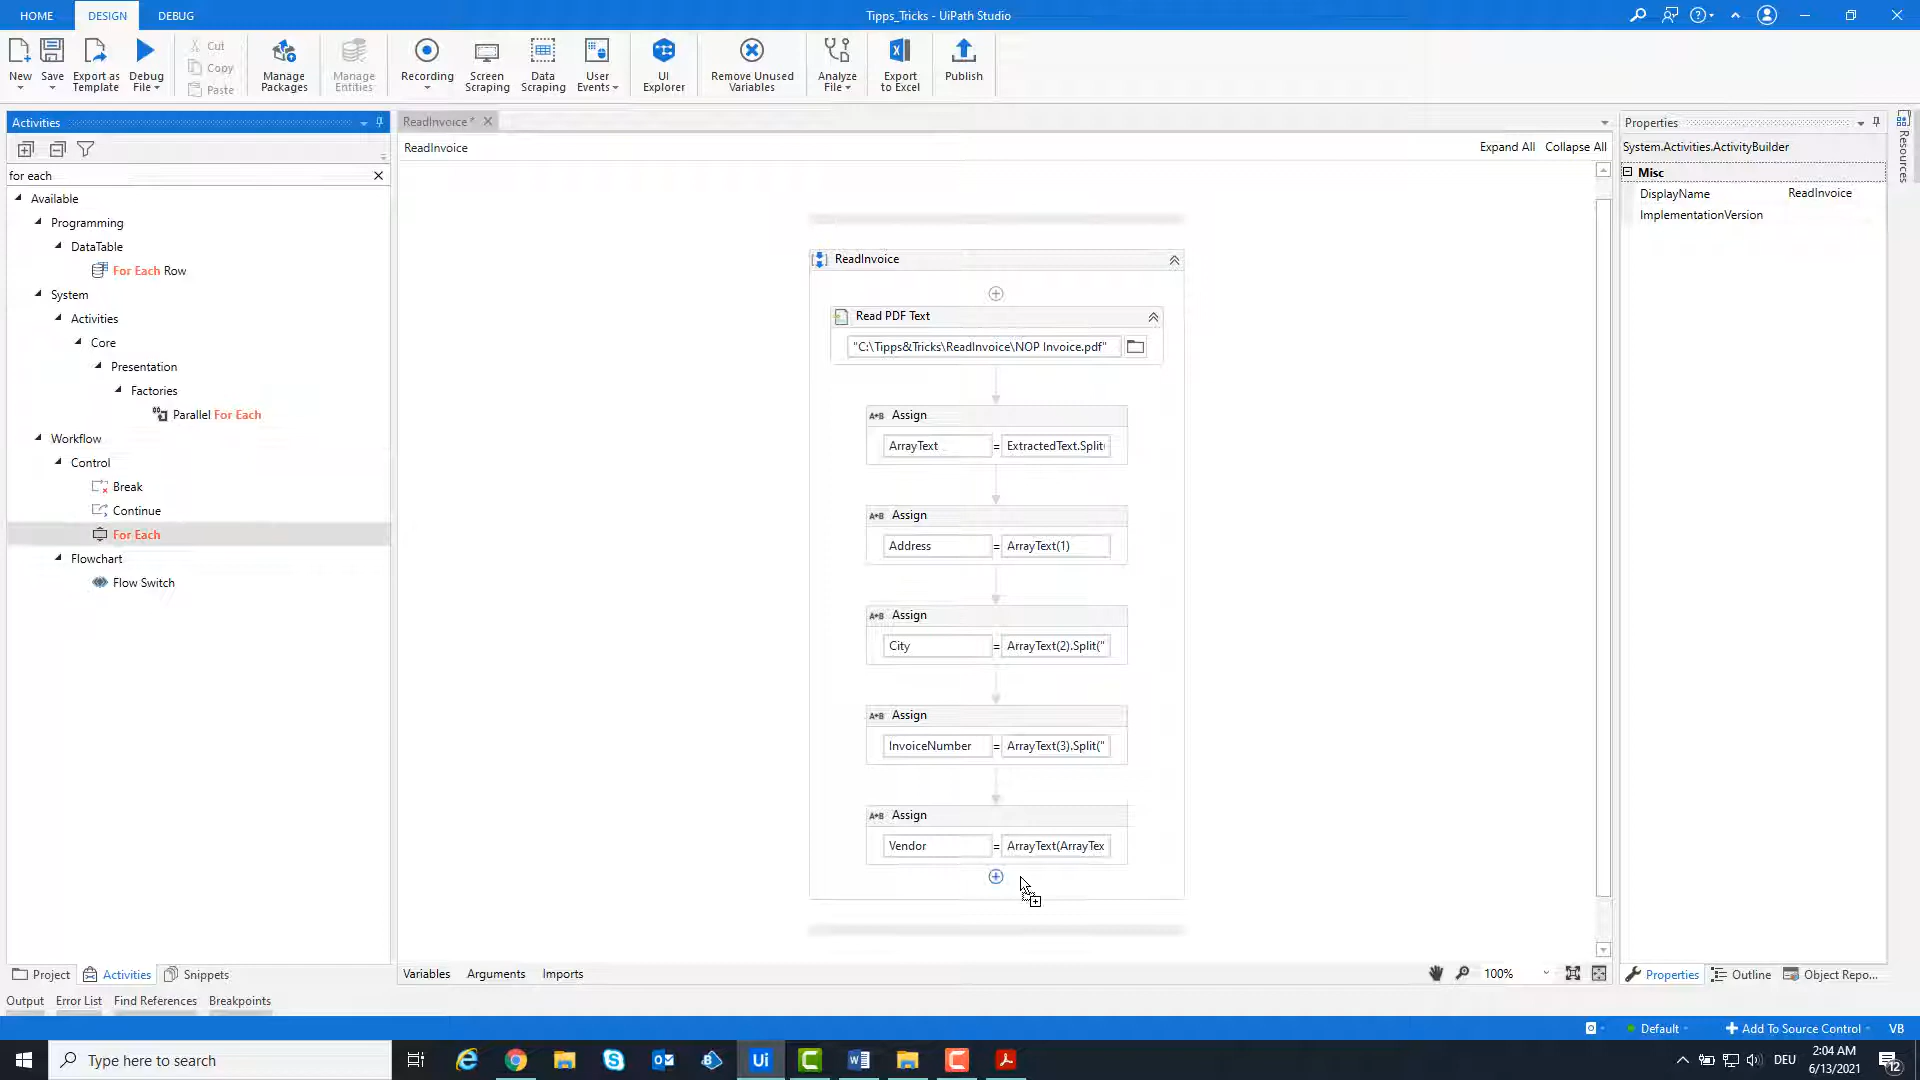 HOME DESIGN DEBUG Tipps_Tricks - UiPath Studio
New Save Export as Template Debug File Cut Copy Paste Manage Packages Manage Entities Recording Screen Scraping Data Scraping User Events UI Explorer Remove Unused Variables Analyze File Export to Excel Publish
Activities
for each
Available
Programming
DataTable
For Each Row
System
Activities
Core
Presentation
Factories
Parallel For Each
Workflow
Control
Break
Continue
For Each
Flowchart
Flow Switch
Project Activities Snippets
ReadInvoice*
ReadInvoice Expand All Collapse All
ReadInvoice
Read PDF Text
"C:\Tipps&Tricks\ReadInvoice\NOP Invoice.pdf"
A+B Assign
ArrayText = ExtractedText.Split(
A+B Assign
Address = ArrayText(1)
A+B Assign
City = ArrayText(2).Split("
A+B Assign
InvoiceNumber = ArrayText(3).Split("
A+B Assign
Vendor = ArrayText(ArrayTex
Variables Arguments Imports 100%
Properties
System.Activities.ActivityBuilder
Misc
DisplayName ReadInvoice
ImplementationVersion
Properties Outline Object Repo...
Resources
Output Error List Find References Breakpoints
Default Add To Source Control VB
Type here to search
Ui
DEU
2:04 AM
6/13/2021
12